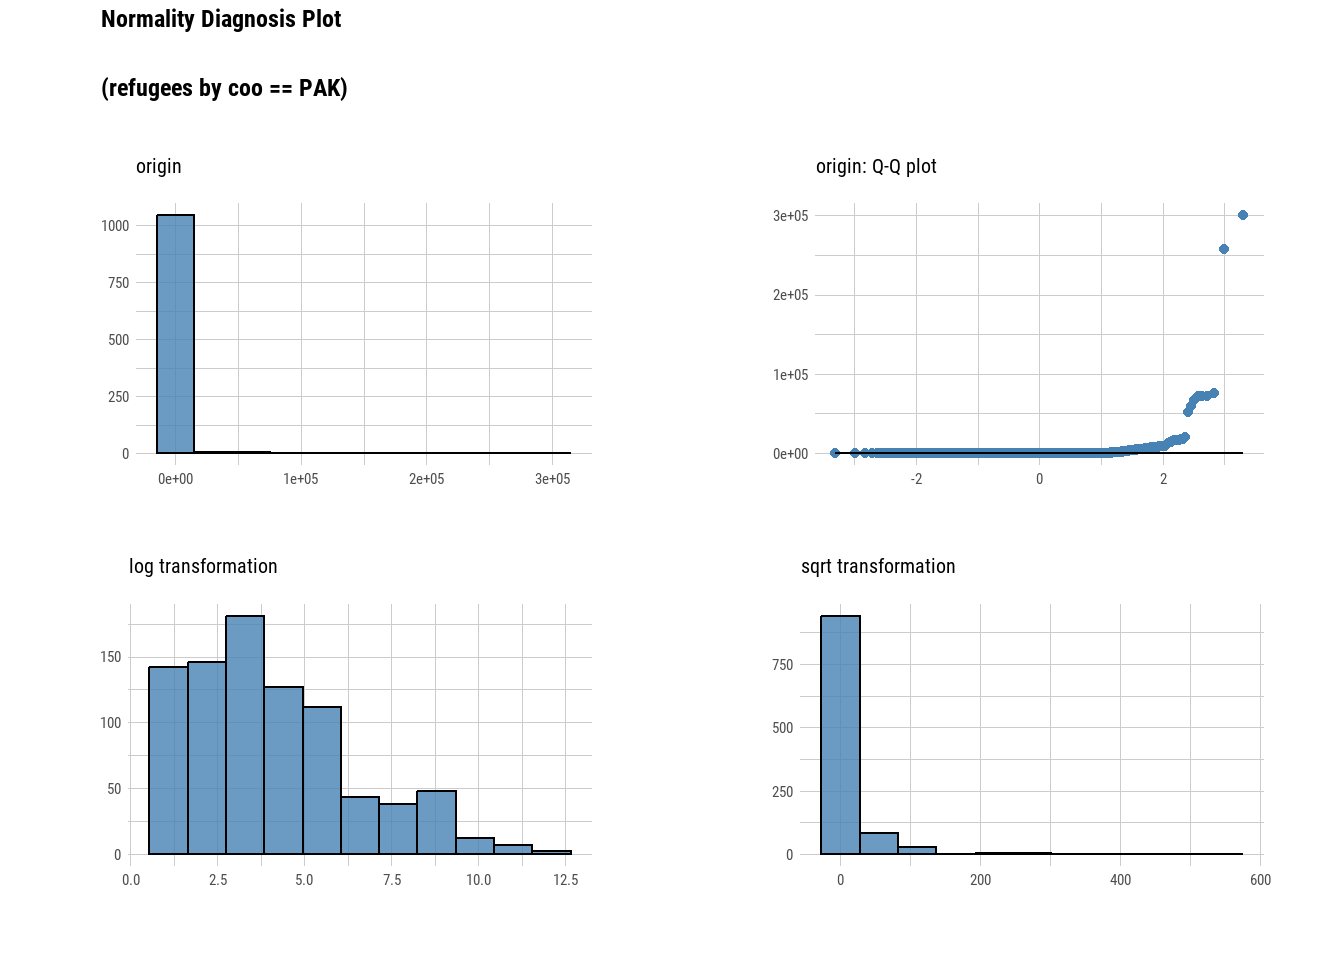 Normality Diagnosis Plot
(refugees by coo == PAK)
origin
1000
750
500
250
0
0e+00 1e+05 2e+05 3e+05
origin: Q-Q plot
3e+05
2e+05
1e+05
0e+00
-2 0 2
log transformation
150
100
50
0
0.0 2.5 5.0 7.5 10.0 12.5
sqrt transformation
750
500
250
0
0 200 400 600